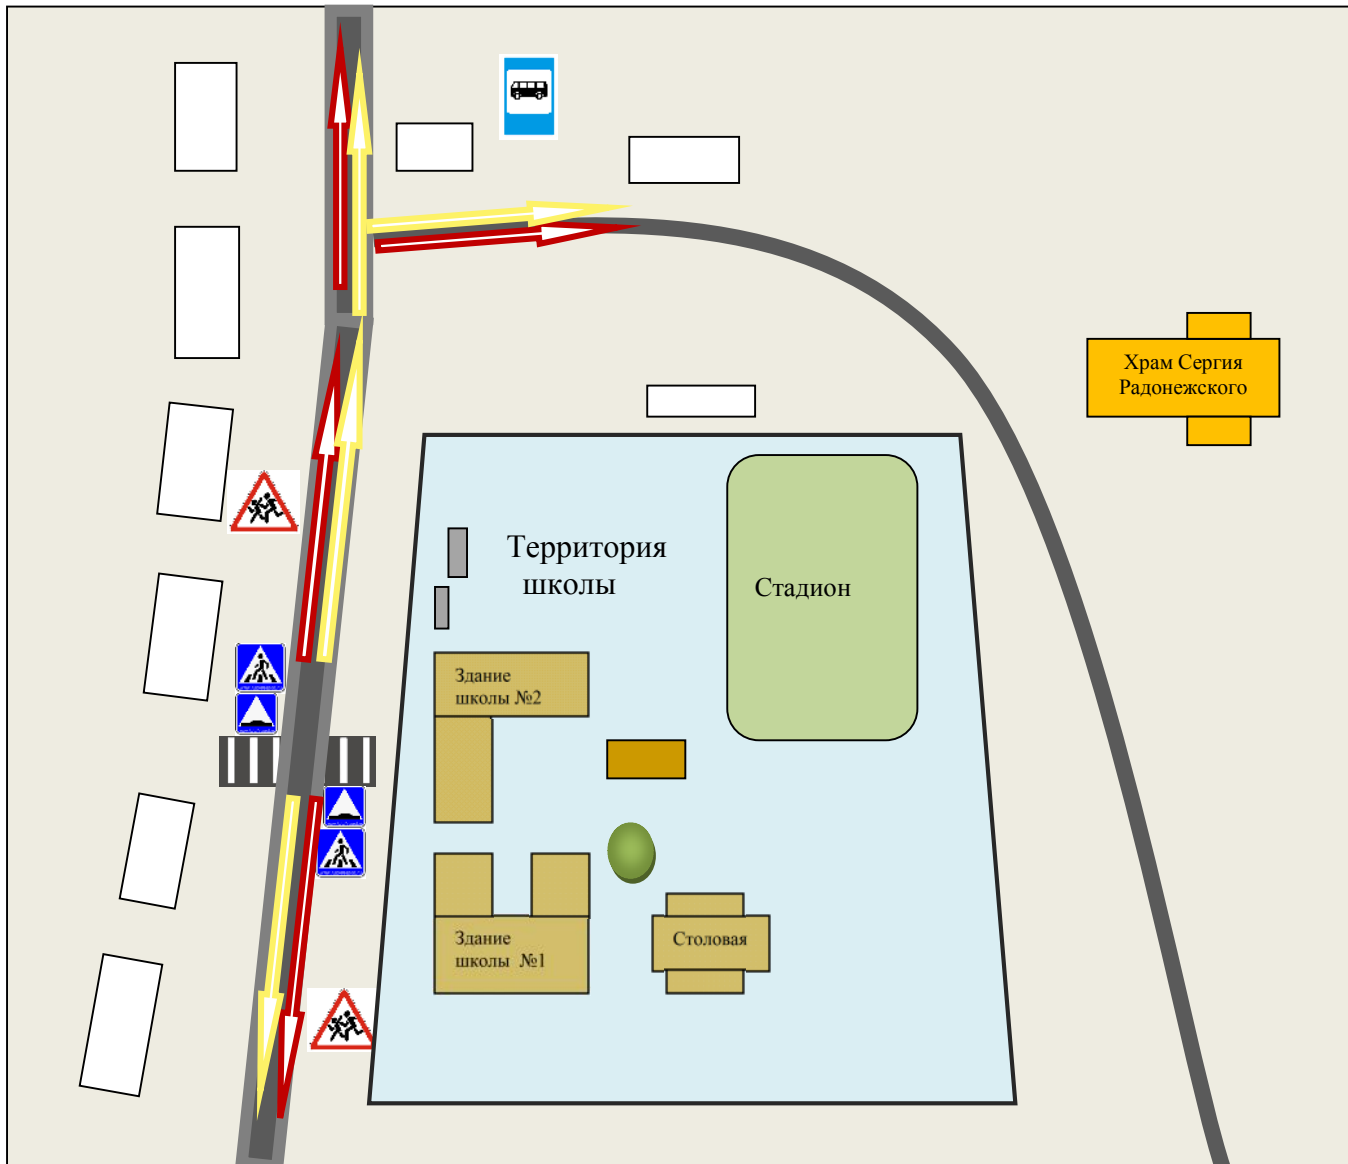 Храм Сергия
Радонежского
Территория
школы
Стадион
Здание
школы №2
Здание
школы №1
Столовая